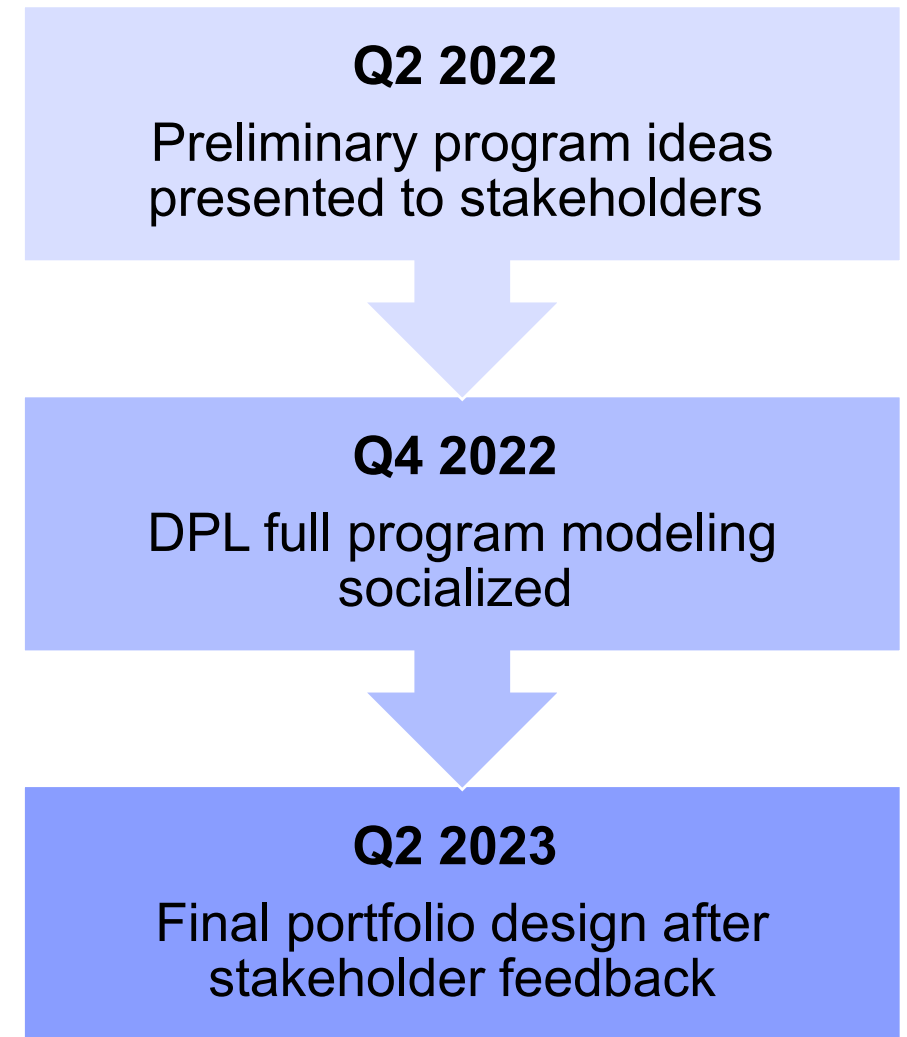 Q2 2022
Preliminary program ideas
presented to stakeholders
Q4 2022
DPL full program modeling
socialized
Q2 2023
Final portfolio design after
stakeholder feedback